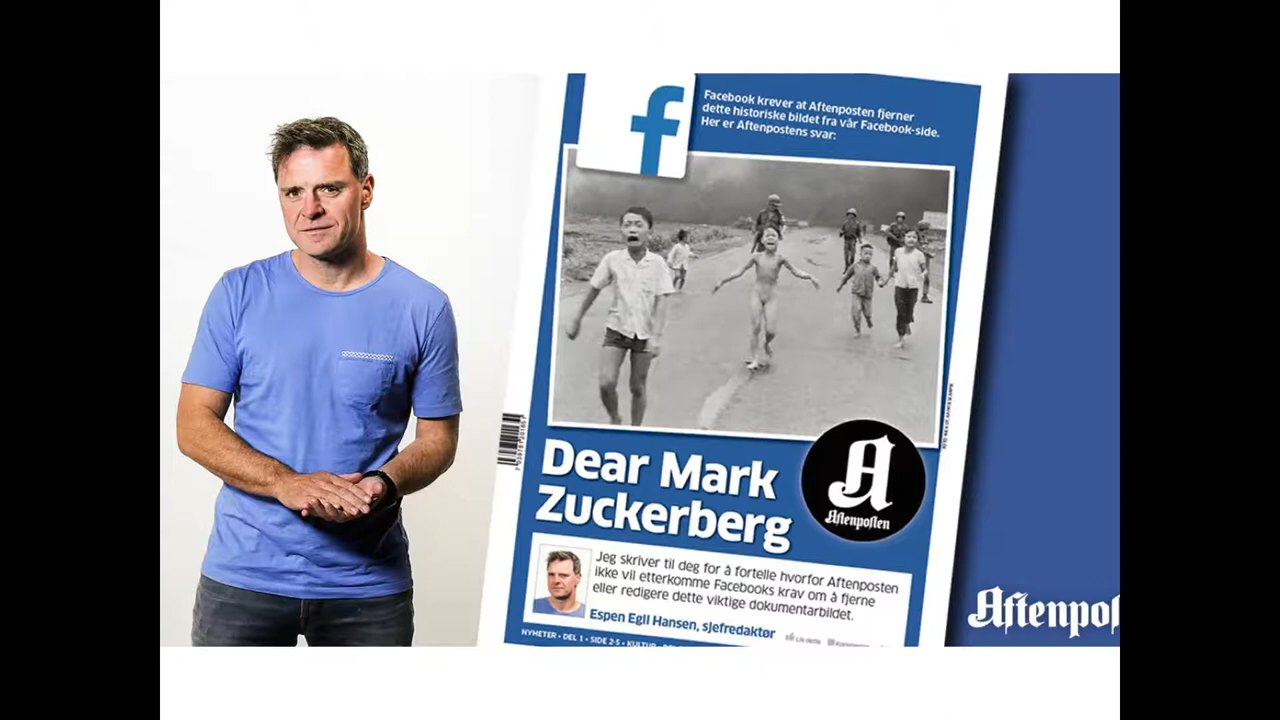 f
Facebook krever at Aftenposten fjerner
dette historiske bildet fra vår Facebook-side.
Her er Aftenpostens svar:
A
Aftenposten
Dear Mark
Zuckerberg
Jeg skriver til deg for å fortelle hvorfor Aftenposten
ikke vil etterkomme Facebooks krav om å fjerne
eller redigere dette viktige dokumentarbildet.
Espen Egil Hansen, sjefredaktør
NYHETER • DEL 1 • SIDE 2-5 • KULTUR
Aftenpos